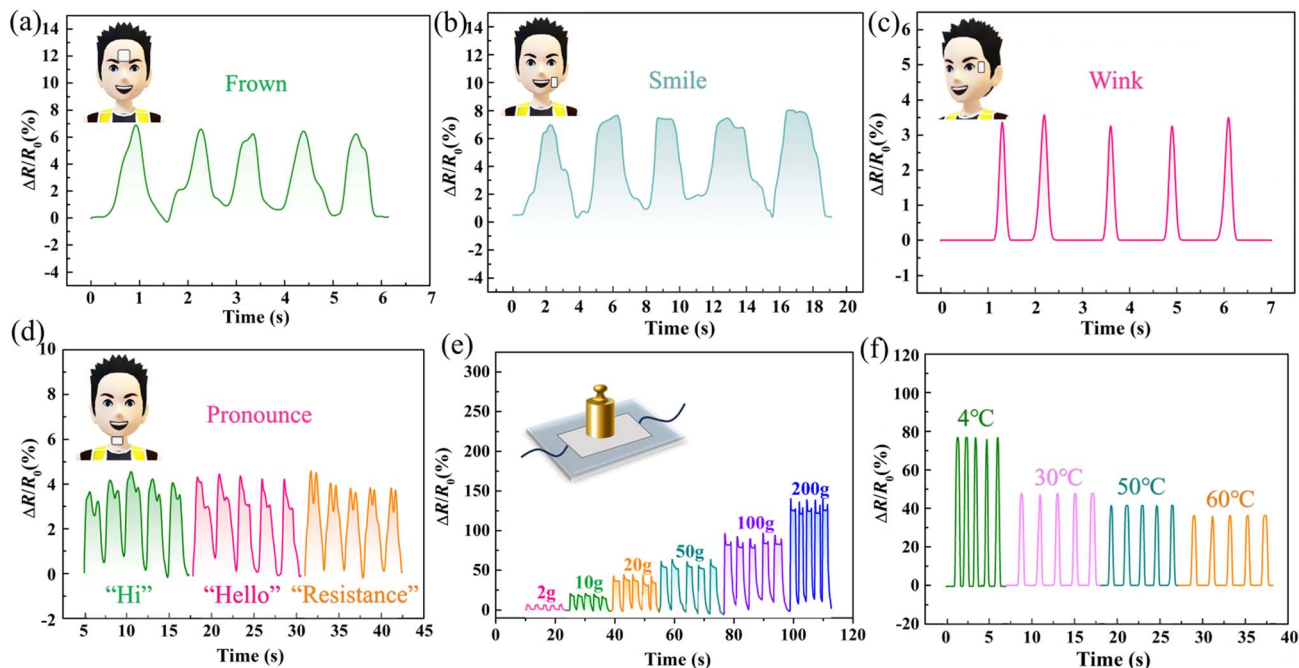 (a)
14
12
10
8
6
4
2
0
-2
-4
ΔR/R₀(%)
Frown
0 1 2 3 4 5 6 7
Time (s)
(b)
14
12
10
8
6
4
2
0
-2
-4
ΔR/R₀(%)
Smile
0 2 4 6 8 10 12 14 16 18 20
Time (s)
(c)
6
5
4
3
2
1
0
-1
ΔR/R₀(%)
Wink
0 1 2 3 4 5 6 7
Time (s)
(d)
10
8
6
4
2
0
-2
ΔR/R₀(%)
Pronounce
“Hi” “Hello” “Resistance”
5 10 15 20 25 30 35 40 45
Time (s)
(e)
300
250
200
150
100
50
0
ΔR/R₀(%)
2g 10g 20g 50g 100g 200g
0 20 40 60 80 100 120
Time (s)
(f)
120
100
80
60
40
20
0
-20
ΔR/R₀(%)
4℃
30℃ 50℃ 60℃
0 5 10 15 20 25 30 35 40
Time (s)